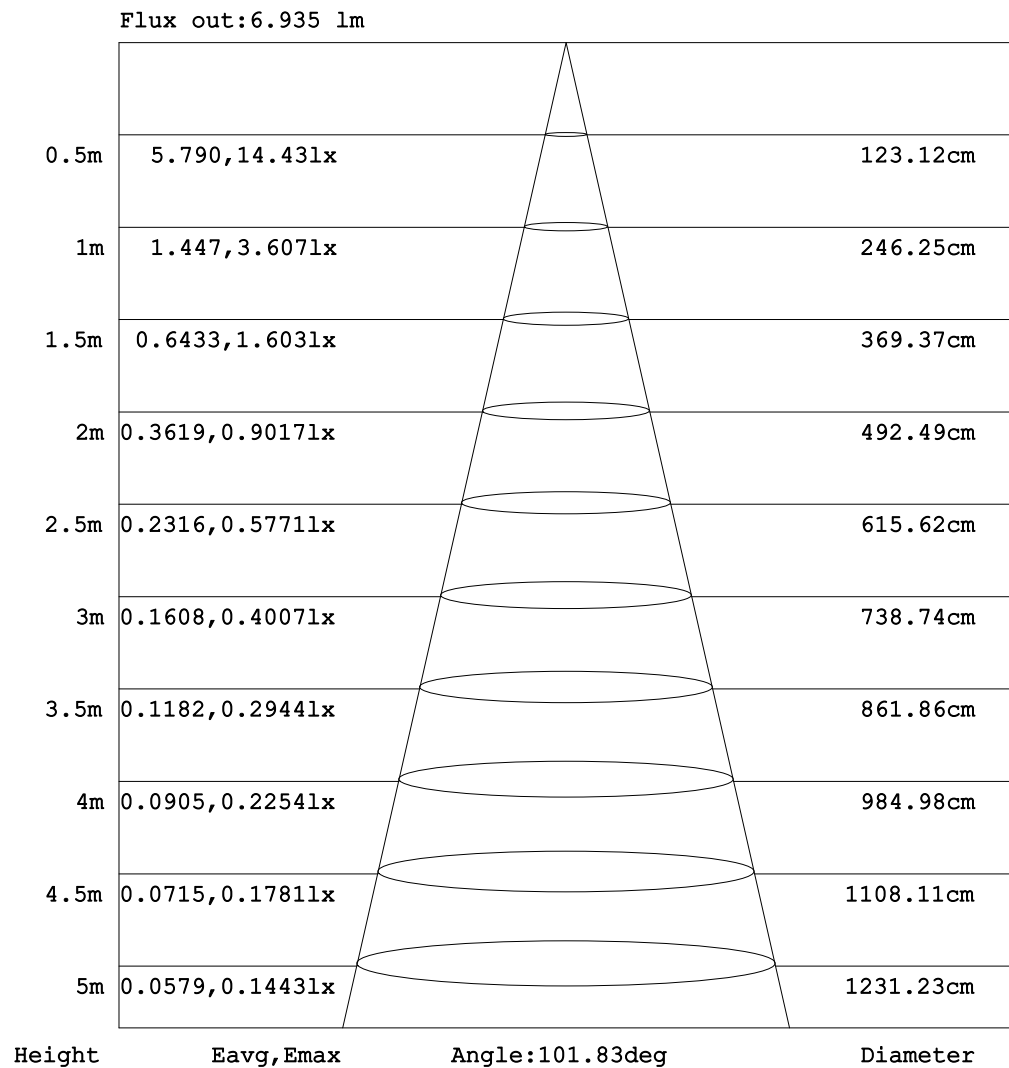 Flux out:6.935 lm
0.5m 5.790,14.43lx 123.12cm
1m 1.447,3.607lx 246.25cm
1.5m 0.6433,1.603lx 369.37cm
2m 0.3619,0.9017lx 492.49cm
2.5m 0.2316,0.5771lx 615.62cm
3m 0.1608,0.4007lx 738.74cm
3.5m 0.1182,0.2944lx 861.86cm
4m 0.0905,0.2254lx 984.98cm
4.5m 0.0715,0.1781lx 1108.11cm
5m 0.0579,0.1443lx 1231.23cm
Height Eavg,Emax Angle:101.83deg Diameter